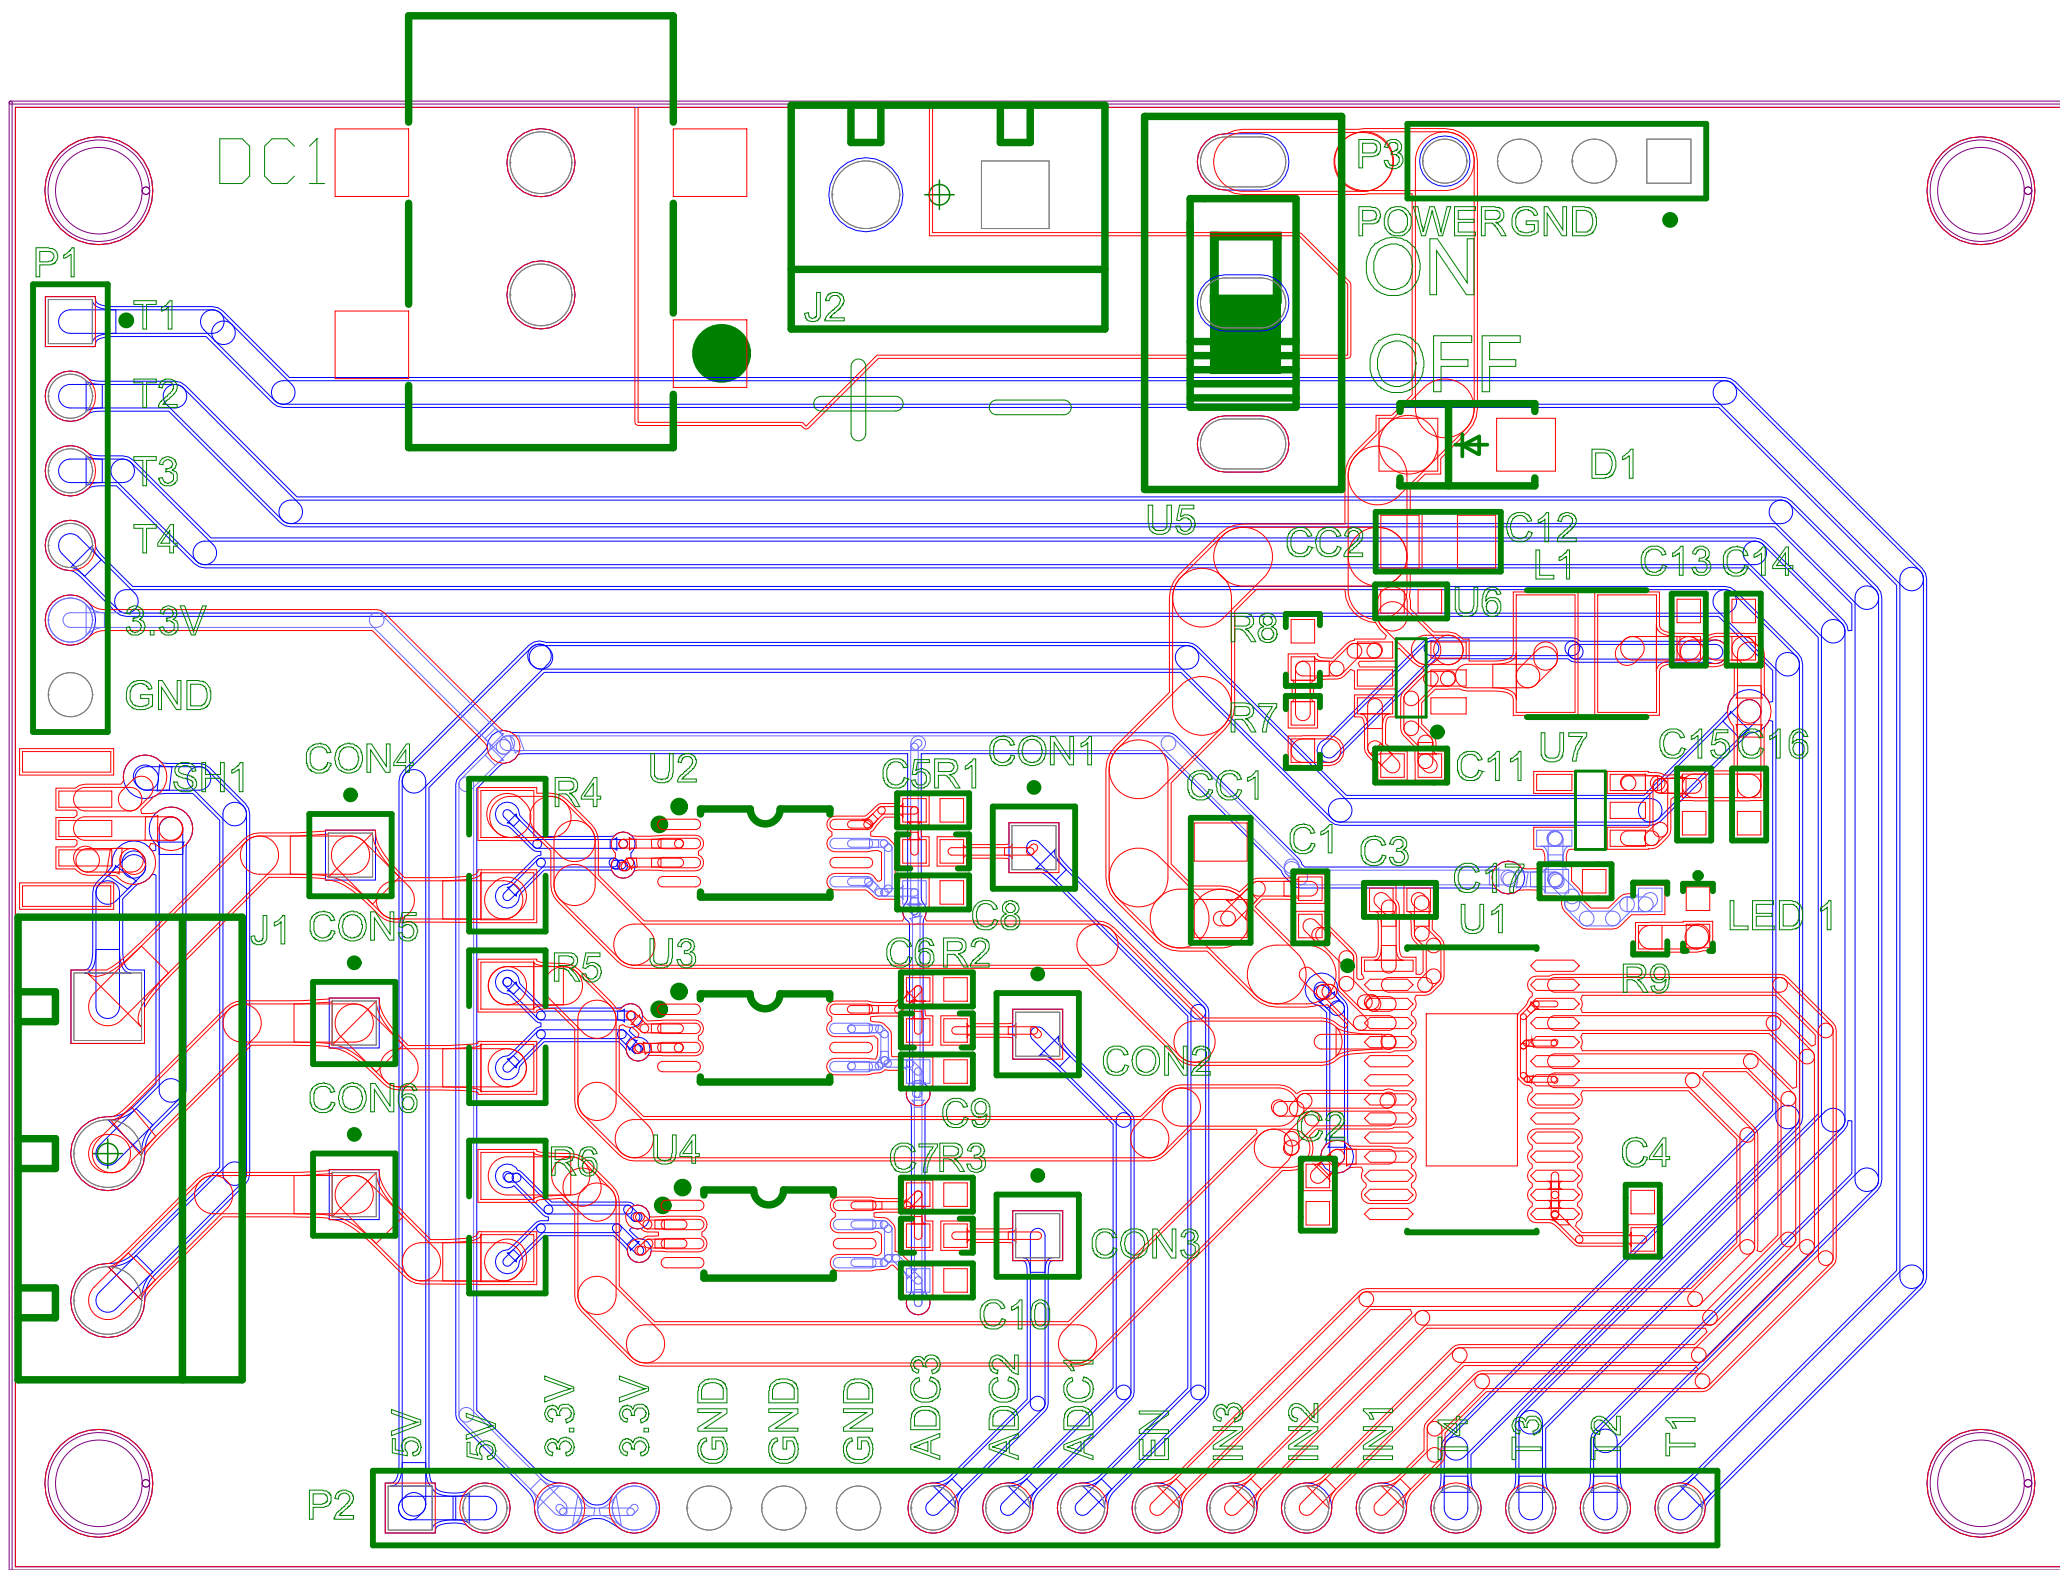 DC1
P3
POWER GND
ON
P1
J2
T1
OFF
T2
D1
T3
U5
CC2
C12
T4
L1
C13
C14
3.3V
R8
U6
GND
R7
CON4
SH1
U2
CON1
C11
U7
C15
C16
R4
C5R1
CC1
C1
C3
C17
CON5
J1
C8
U1
LED 1
R5
U3
C6 R2
R9
CON6
CON2
C9
C2
R6
U4
C7R3
C4
CON3
C10
5V
5V
3.3V
3.3V
GND
GND
GND
ADC3
ADC2
ADC1
EN
IN3
IN2
IN1
T4
T3
T2
T1
P2